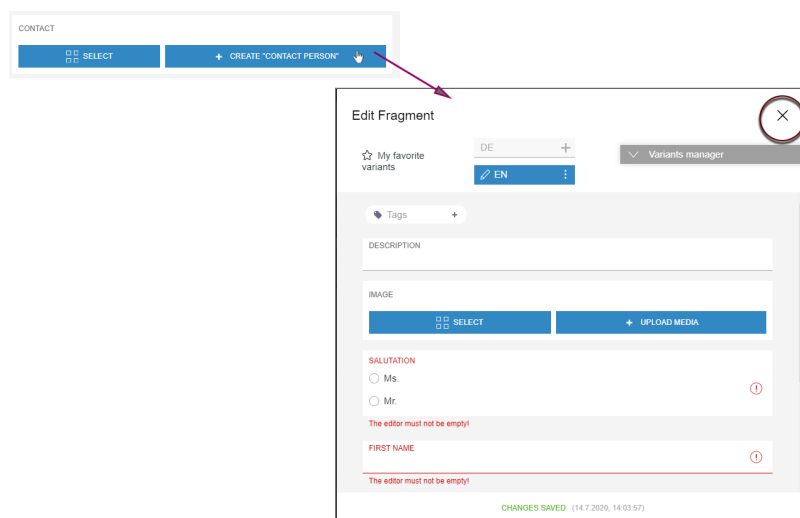 CONTACT
SELECT
+ CREATE "CONTACT PERSON"
Edit Fragment
My favorite
variants
DE
EN
Variants manager
Tags +
DESCRIPTION
IMAGE
SELECT
+ UPLOAD MEDIA
SALUTATION
Ms.
Mr.
The editor must not be empty!
FIRST NAME
The editor must not be empty!
CHANGES SAVED (14.7.2020, 14:03:57)